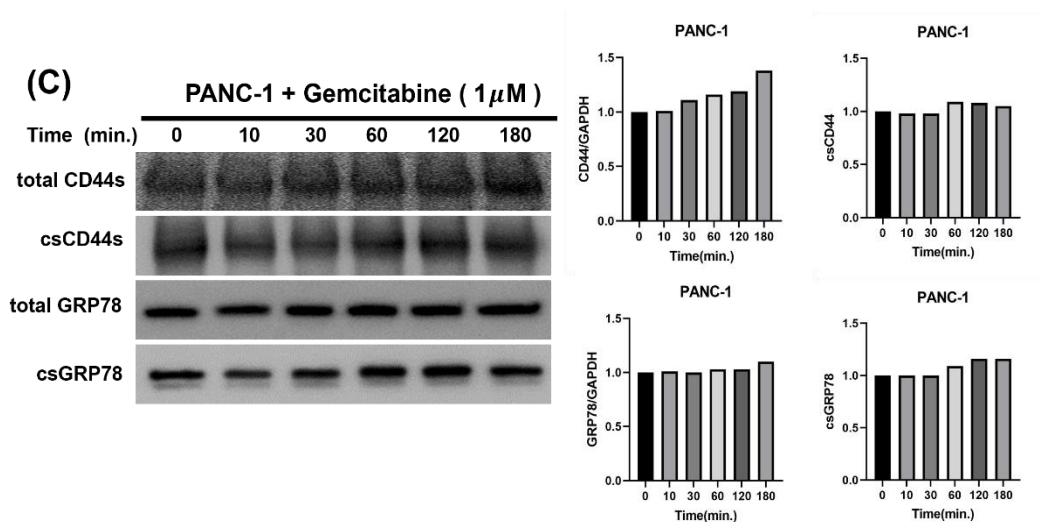 (C)
PANC-1 + Gemcitabine ( 1μM )
Time (min.) 0 10 30 60 120 180
total CD44s
csCD44s
total GRP78
csGRP78
PANC-1
CD44/GAPDH
1.5
1.0
0.5
0.0
0 10 30 60 120 180
Time(min.)
PANC-1
csCD44
1.5
1.0
0.5
0.0
0 10 30 60 120 180
Time(min.)
PANC-1
GRP78/GAPDH
1.5
1.0
0.5
0.0
0 10 30 60 120 180
Time(min.)
PANC-1
csGRP78
1.5
1.0
0.5
0.0
0 10 30 60 120 180
Time(min.)